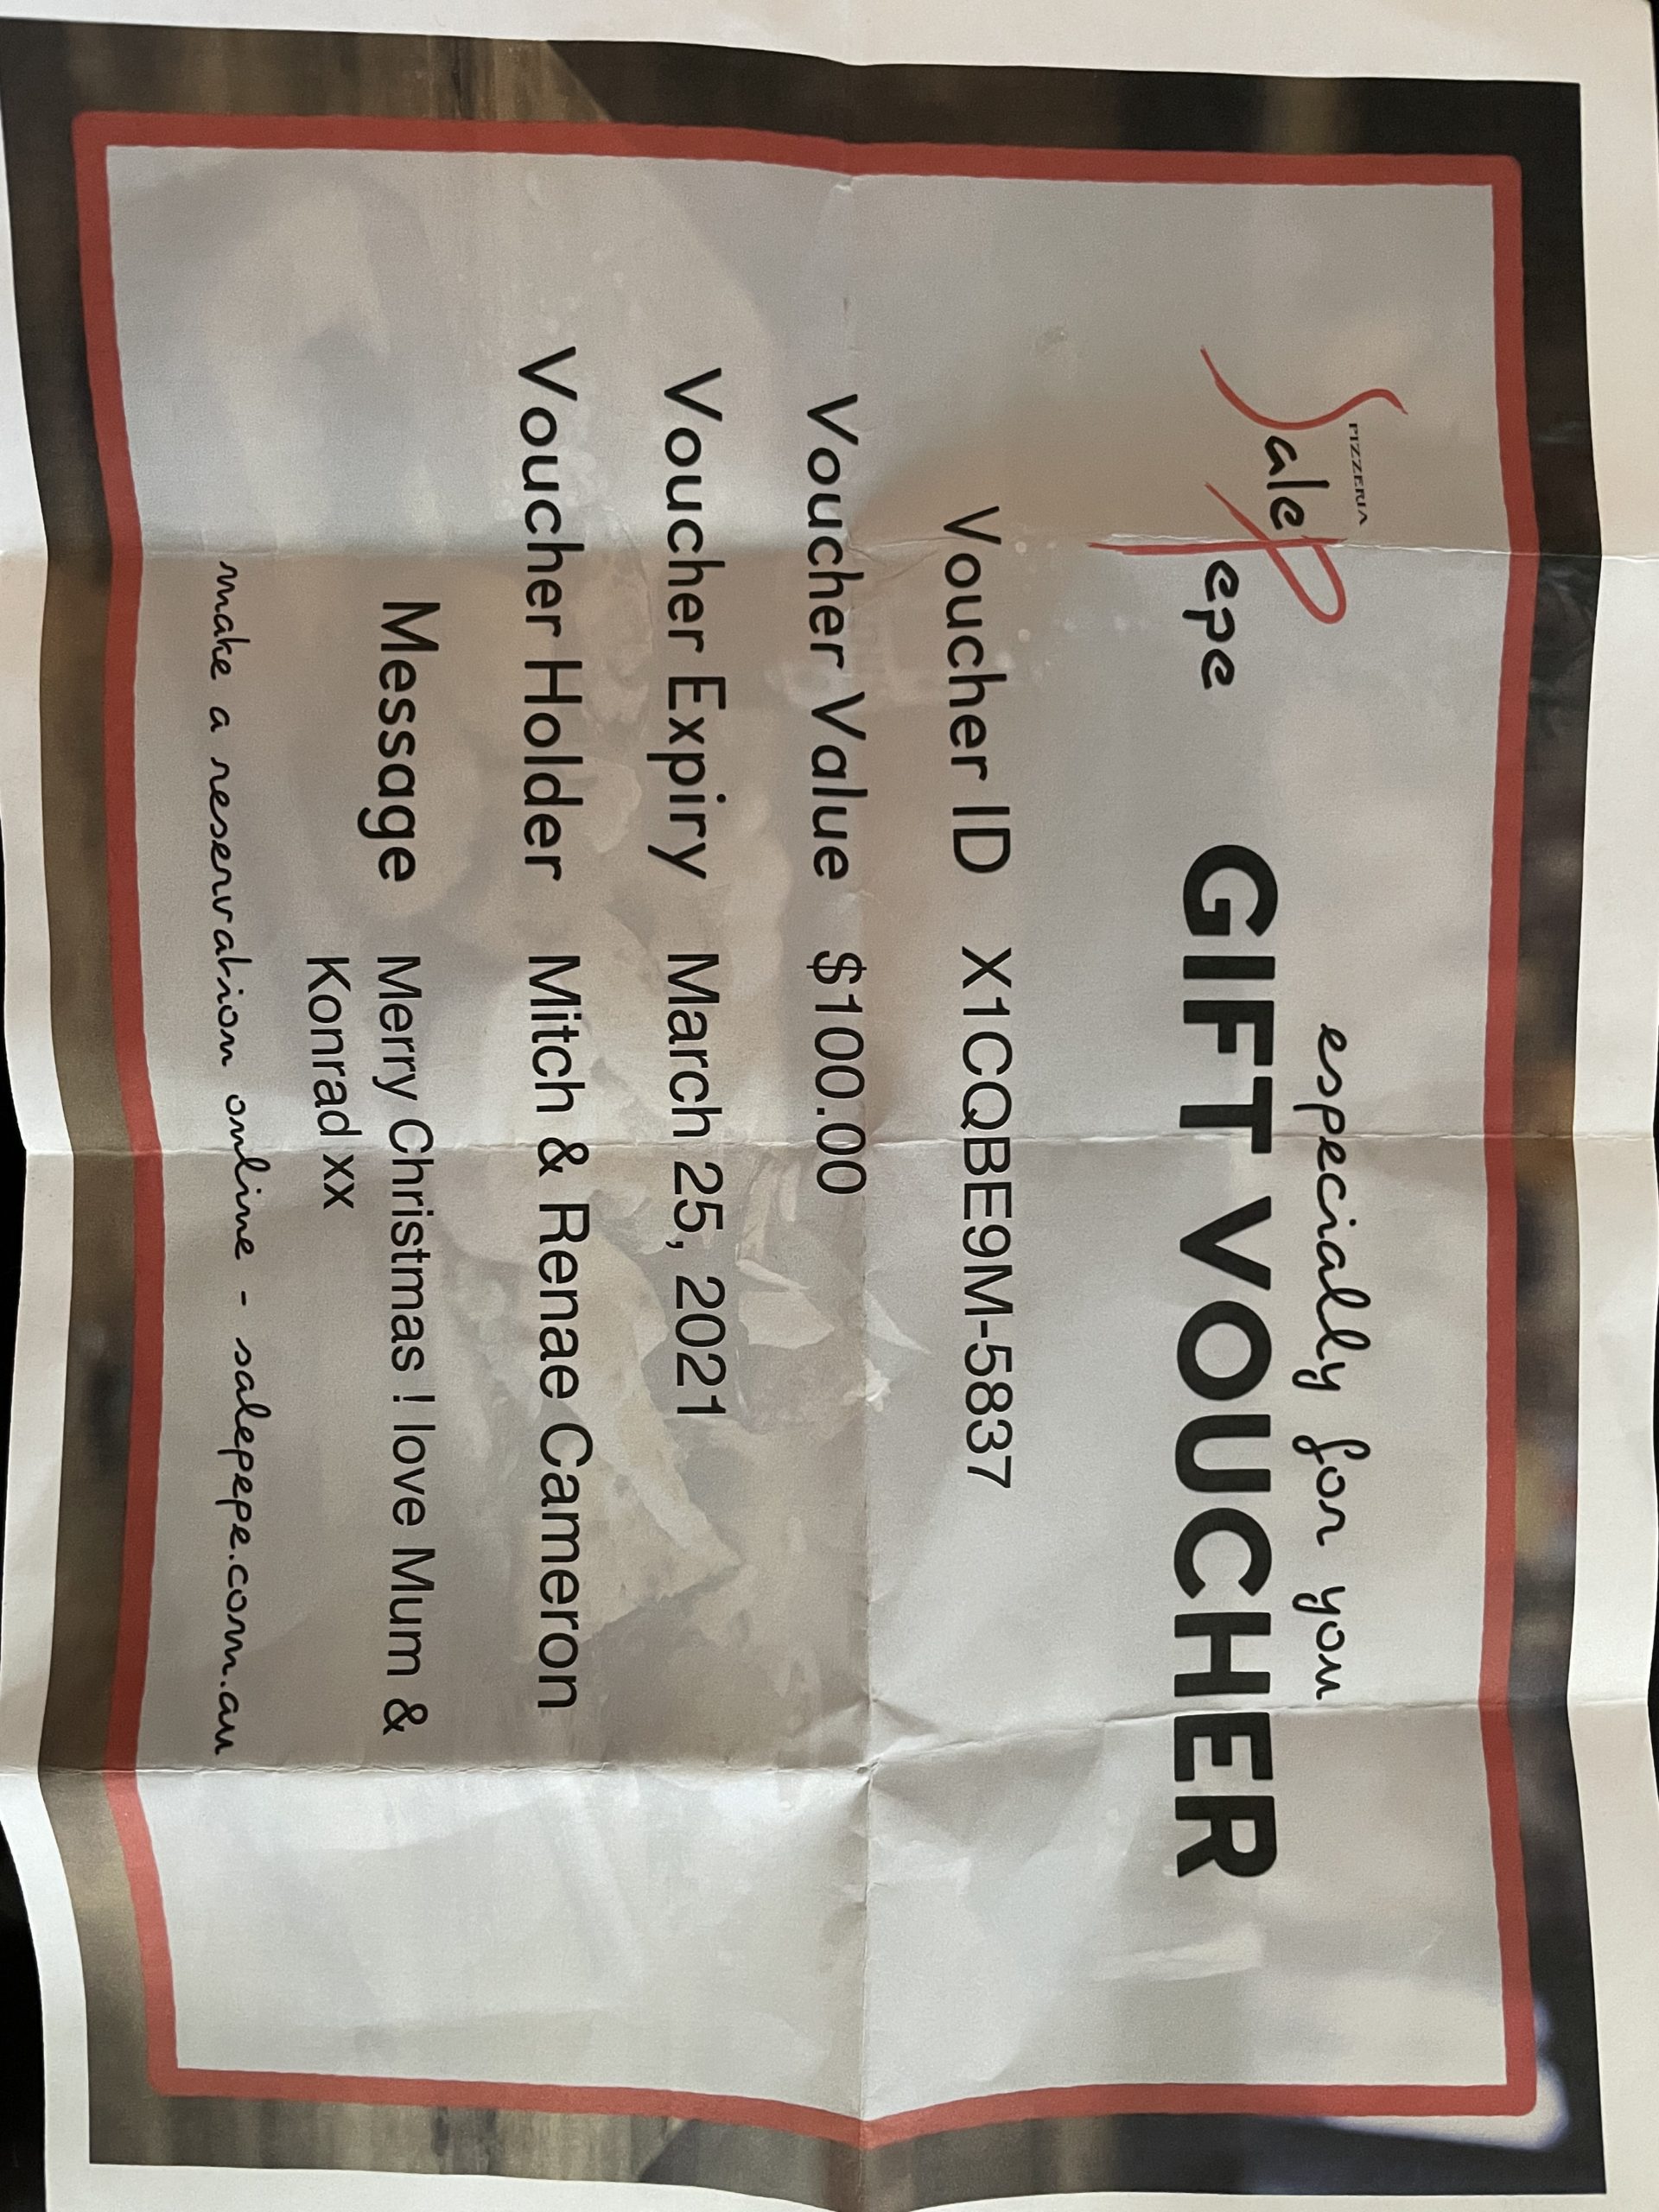 especially for you
PIZZERIA
Sale Pepe
GIFT VOUCHER
Voucher ID X1CQBE9M-5837
Voucher Value $100.00
Voucher Expiry March 25, 2021
Voucher Holder Mitch & Renae Cameron
Message Merry Christmas ! love Mum &
Konrad xx
make a reservation online - salepepe.com.au